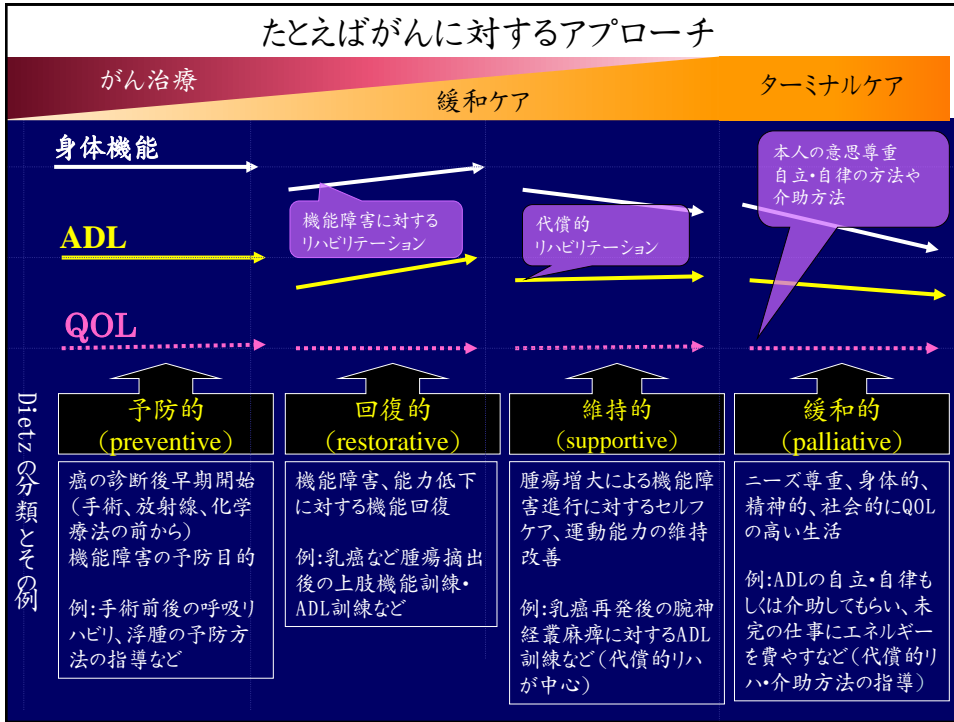 たとえばがんに対するアプローチ
がん治療
緩和ケア
ターミナルケア
身体機能
ADL
QOL
機能障害に対する
リハビリテーション
代償的
リハビリテーション
本人の意思尊重
自立・自律の方法や
介助方法
Dietzの分類とその例
予防的
(preventive)
癌の診断後早期開始
(手術、放射線、化学
療法の前から)
機能障害の予防目的
例:手術前後の呼吸リ
ハビリ、浮腫の予防方
法の指導など
回復的
(restorative)
機能障害、能力低下
に対する機能回復
例:乳癌など腫瘍摘出
後の上肢機能訓練・
ADL訓練など
維持的
(supportive)
腫瘍増大による機能障
害進行に対するセルフ
ケア、運動能力の維持
改善
例:乳癌再発後の腕神
経叢麻痺に対するADL
訓練など(代償的リハ
が中心)
緩和的
(palliative)
ニーズ尊重、身体的、
精神的、社会的にQOL
の高い生活
例:ADLの自立・自律も
しくは介助してもらい、未
完の仕事にエネルギー
を費やすなど(代償的リ
ハ・介助方法の指導)